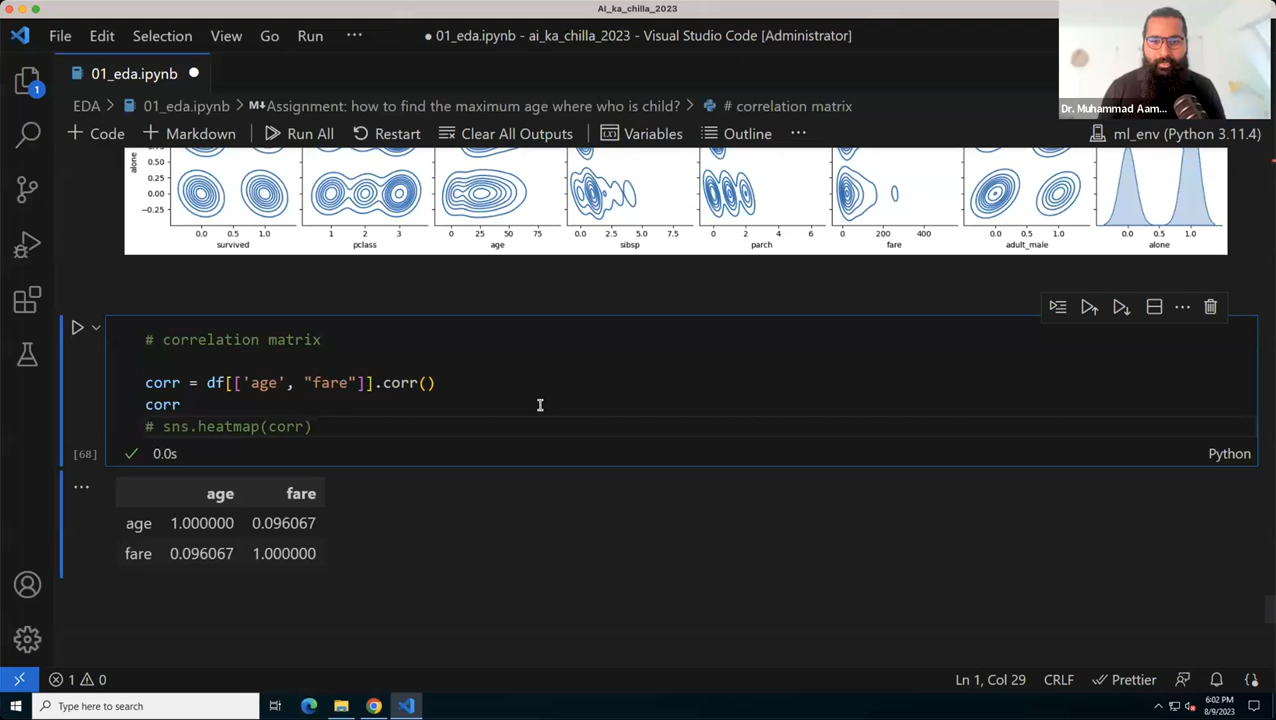 Ai_ka_chilla_2023
File Edit Selection View Go Run ···
● 01_eda.ipynb - ai_ka_chilla_2023 - Visual Studio Code [Administrator]
Dr. Muhammad Aam...
01_eda.ipynb
1
EDA > 01_eda.ipynb > M↓Assignment: how to find the maximum age where who is child? > # correlation matrix
+ Code + Markdown Run All Restart Clear All Outputs Variables Outline ··· ml_env (Python 3.11.4)
alone
0.50
0.25
0.00
−0.25
0.0 0.5 1.0 1 2 3 0 25 50 75 0.0 2.5 5.0 7.5 0 2 4 6 0 200 400 0.0 0.5 1.0 0.0 0.5 1.0
survived pclass age sibsp parch fare adult_male alone
# correlation matrix
corr = df[['age', "fare"]].corr()
corr
# sns.heatmap(corr)
[68] 0.0s Python
age fare
age 1.000000 0.096067
fare 0.096067 1.000000
1 0 Ln 1, Col 29 CRLF Prettier
Type here to search
6:02 PM
8/9/2023